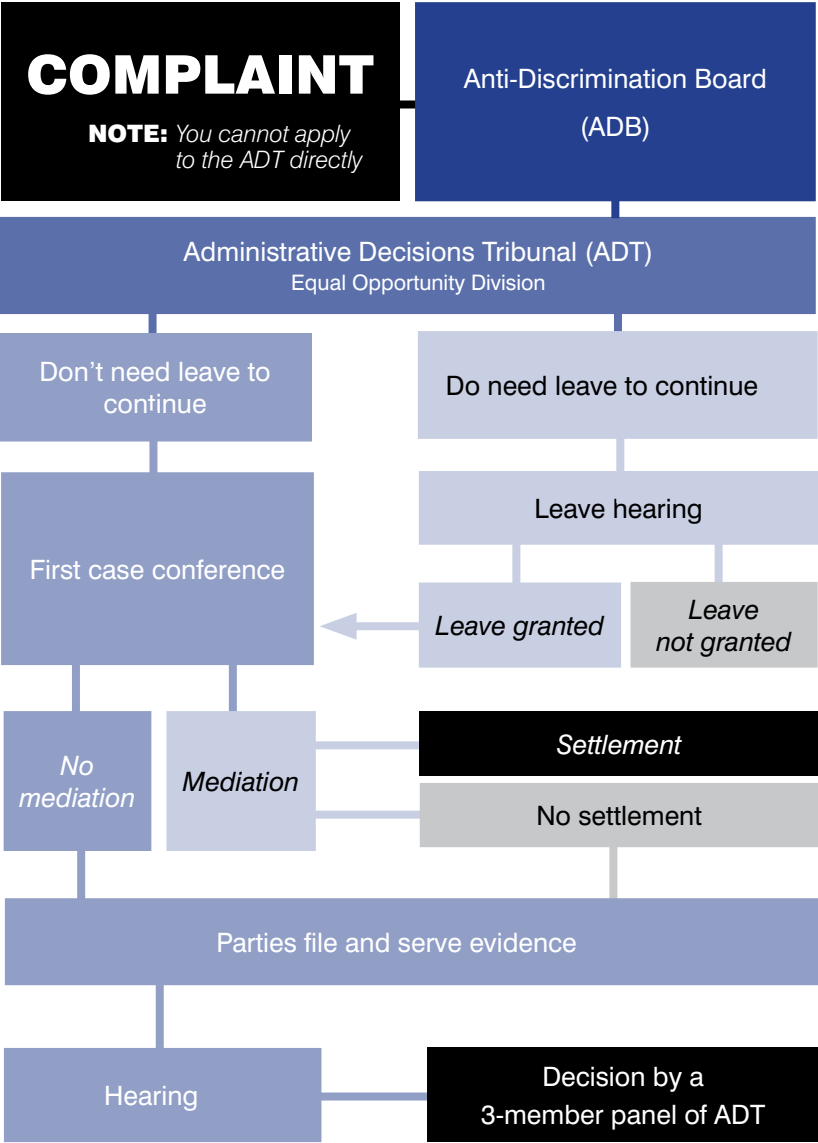 COMPLAINT
NOTE: You cannot apply
to the ADT directly
Anti-Discrimination Board
(ADB)
Administrative Decisions Tribunal (ADT)
Equal Opportunity Division
Don't need leave to
continue
Do need leave to continue
First case conference
Leave hearing
Leave granted
Leave
not granted
No
mediation
Mediation
Settlement
No settlement
Parties file and serve evidence
Hearing
Decision by a
3-member panel of ADT